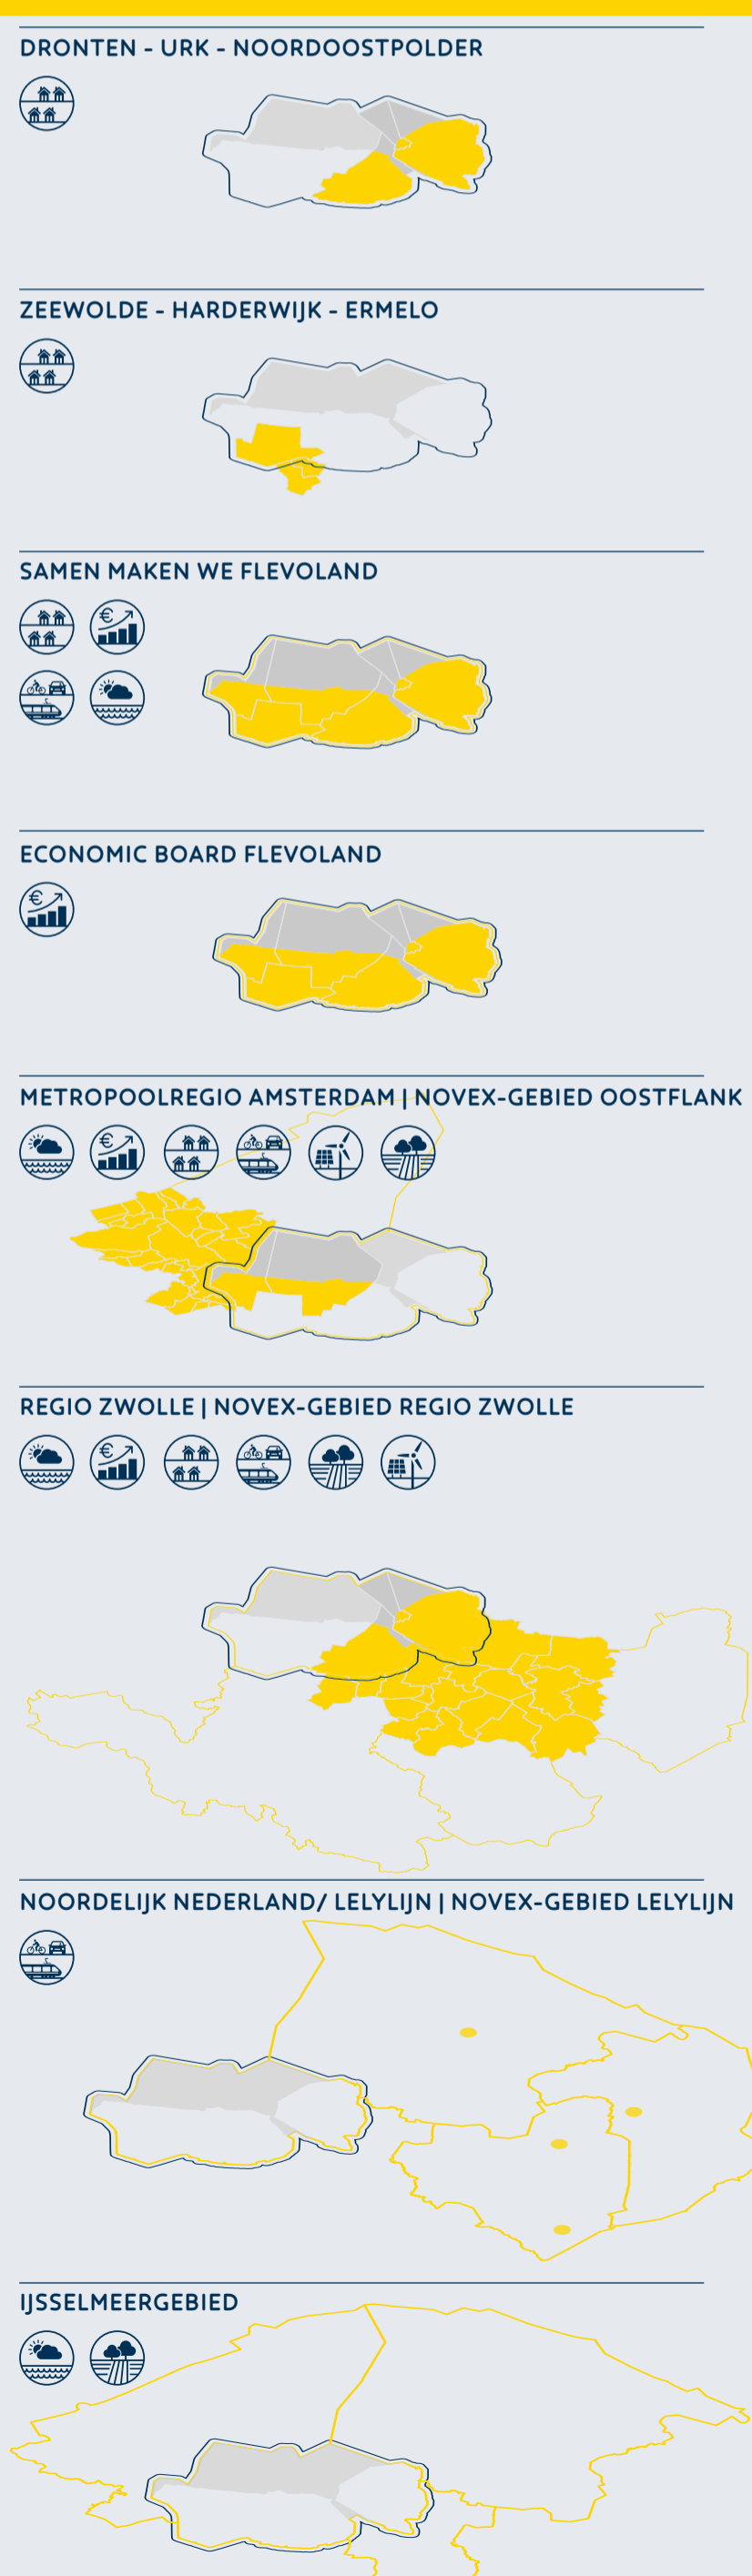 DRONTEN - URK - NOORDOOSTPOLDER
ZEEWOLDE - HARDERWIJK - ERMELO
SAMEN MAKEN WE FLEVOLAND
€
ECONOMIC BOARD FLEVOLAND
€
METROPOOLREGIO AMSTERDAM | NOVEX-GEBIED OOSTFLANK
€
REGIO ZWOLLE | NOVEX-GEBIED REGIO ZWOLLE
€
NOORDELIJK NEDERLAND/ LELYLIJN | NOVEX-GEBIED LELYLIJN
IJSSELMEERGEBIED